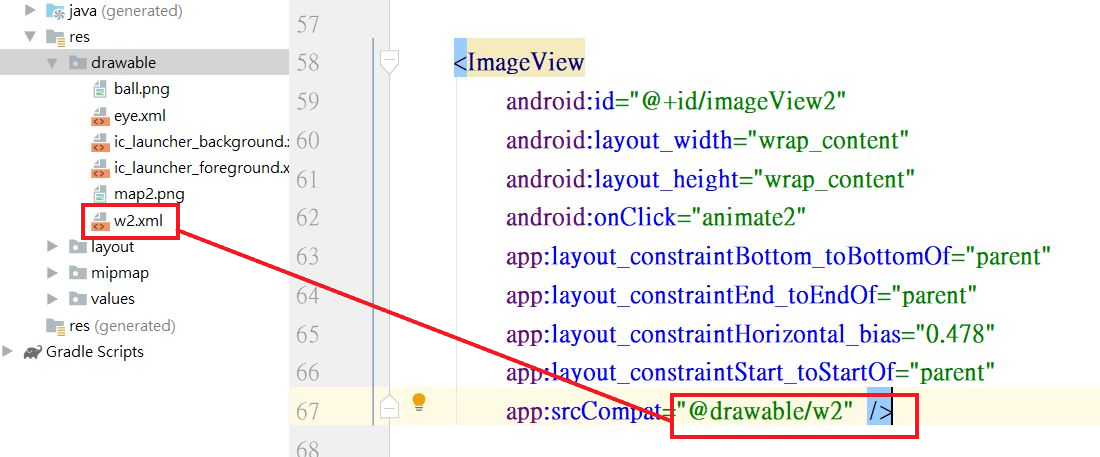 java (generated)
res
drawable
ball.png
eye.xml
ic_launcher_background.x
ic_launcher_foreground.x
map2.png
w2.xml
layout
mipmap
values
res (generated)
Gradle Scripts
57
58 <ImageView
59 android:id="@+id/imageView2"
60 android:layout_width="wrap_content"
61 android:layout_height="wrap_content"
62 android:onClick="animate2"
63 app:layout_constraintBottom_toBottomOf="parent"
64 app:layout_constraintEnd_toEndOf="parent"
65 app:layout_constraintHorizontal_bias="0.478"
66 app:layout_constraintStart_toStartOf="parent"
67 app:srcCompat="@drawable/w2" />
68